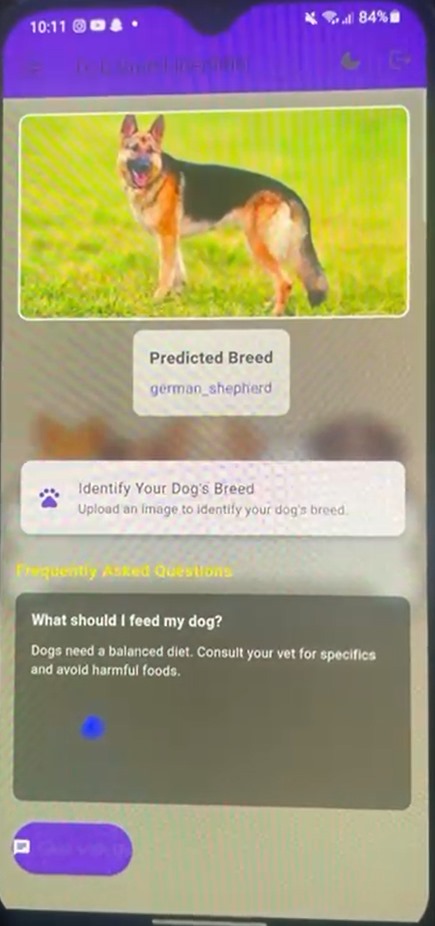 10:11
84%
Predicted Breed
german_shepherd
Identify Your Dog's Breed
Upload an image to identify your dog's breed.
Frequently Asked Questions
What should I feed my dog?
Dogs need a balanced diet. Consult your vet for specifics
and avoid harmful foods.